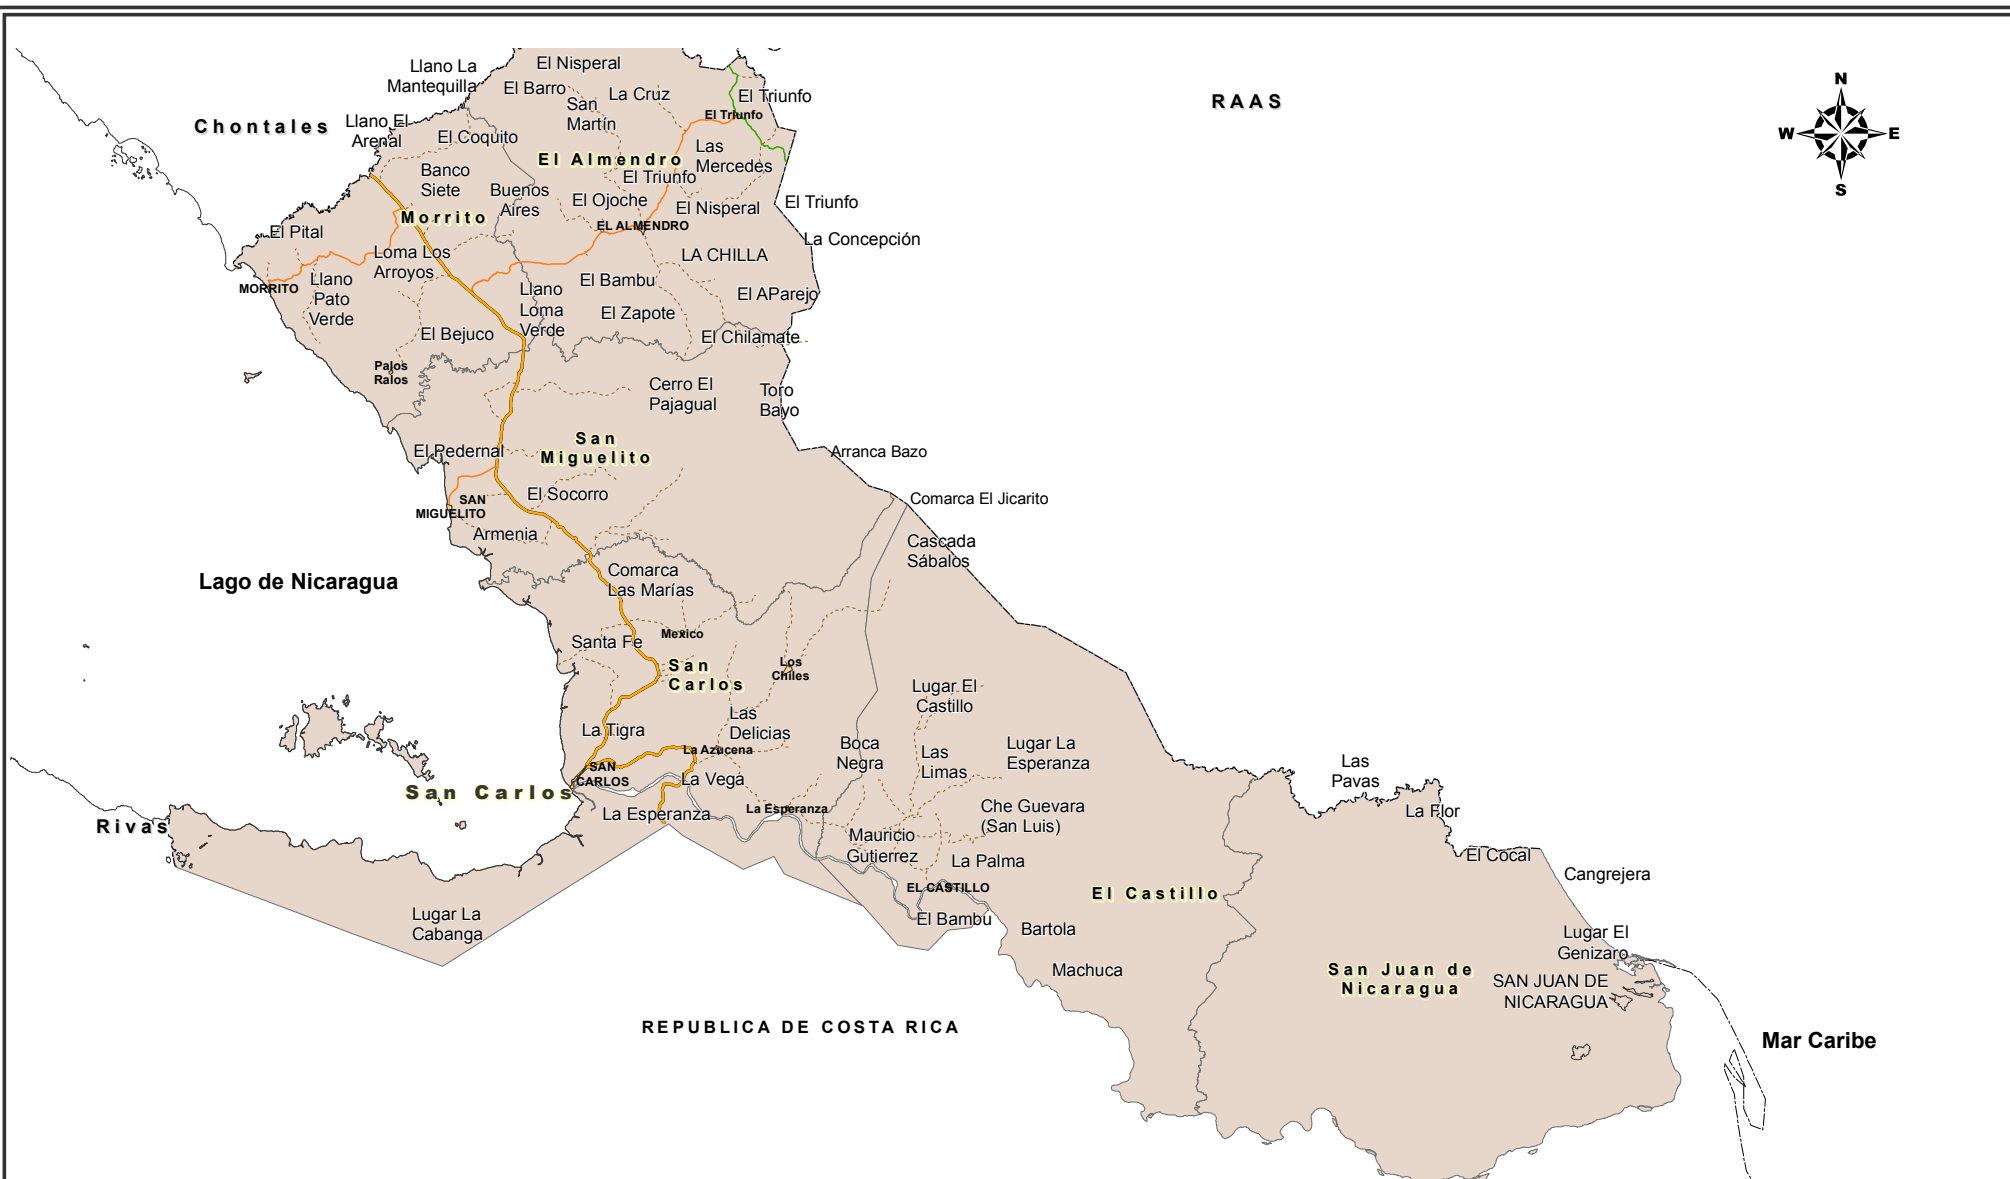 El Nisperal
Llano La
Mantequilla
El Barro
La Cruz
El Triunfo
San
Martín
El Triunfo
RAAS
N
W
E
S
Chontales
Llano El
Arenal
El Coquito
Las
Mercedes
El Almendro
Banco
Siete
El Triunfo
Buenos
Aires
El Ojoche
El Nisperal
El Triunfo
Morrito
EL ALMENDRO
El Pital
La Concepción
Loma Los
Arroyos
LA CHILLA
MORRITO
Llano
Pato
Verde
Llano
Loma
Verde
El Bambu
El AParejo
El Zapote
El Bejuco
El Chilamate
Palos
Ralos
Cerro El
Pajagual
Toro
Bayo
San
Miguelito
El Pedernal
Arranca Bazo
SAN
MIGUELITO
El Socorro
Comarca El Jicarito
Armenia
Cascada
Sábalos
Lago de Nicaragua
Comarca
Las Marías
Mexico
Santa Fe
San
Carlos
Los
Chiles
Lugar El
Castillo
Las
Delicias
La Tigra
La Azucena
Boca
Negra
Las
Limas
Lugar La
Esperanza
Las
Pavas
SAN
CARLOS
La Vega
San Carlos
La Esperanza
La Esperanza
Che Guevara
(San Luis)
La Flor
Rivas
Mauricio
Gutierrez
La Palma
El Cocal
Cangrejera
EL CASTILLO
El Castillo
Lugar La
Cabanga
El Bambu
Bartola
Lugar El
Genizaro
Machuca
San Juan de
Nicaragua
SAN JUAN DE
NICARAGUA
REPUBLICA DE COSTA RICA
Mar Caribe